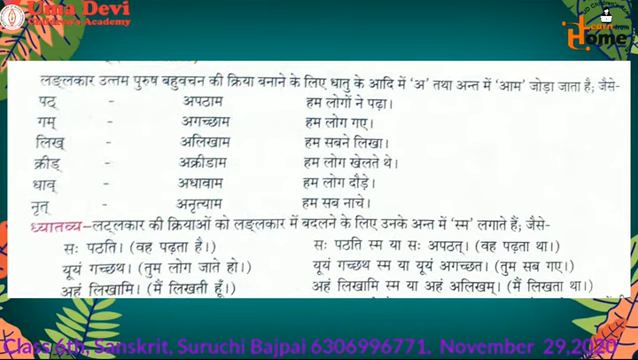 Uma Devi
Children's Academy
Learn from
Home
लङ्लकार उत्तम पुरुष बहुवचन की क्रिया बनाने के लिए धातु के आदि में 'अ' तथा अन्त में 'आम' जोड़ा जाता है; जैसे-
पठ् - अपठाम हम लोगों ने पढ़ा।
गम् - अगच्छाम हम लोग गए।
लिख् - अलिखाम हम सबने लिखा।
क्रीड् - अक्रीडाम हम लोग खेलते थे।
धाव् - अधावाम हम लोग दौड़े।
नृत् - अनृत्याम हम सब नाचे।
ध्यातव्य–लट्लकार की क्रियाओं को लङ्लकार में बदलने के लिए उनके अन्त में 'स्म' लगाते हैं; जैसे-
सः पठति। (वह पढ़ता है।) सः पठति स्म या सः अपठत्। (वह पढ़ता था।)
यूयं गच्छथ। (तुम लोग जाते हो।) यूयं गच्छथ स्म या यूयं अगच्छत। (तुम सब गए।)
अहं लिखामि। (मैं लिखती हूँ।) अहं लिखामि स्म या अहं अलिखम्। (मैं लिखता था।)
Class 6th, Sanskrit, Suruchi Bajpai 6306996771. November 29.2020